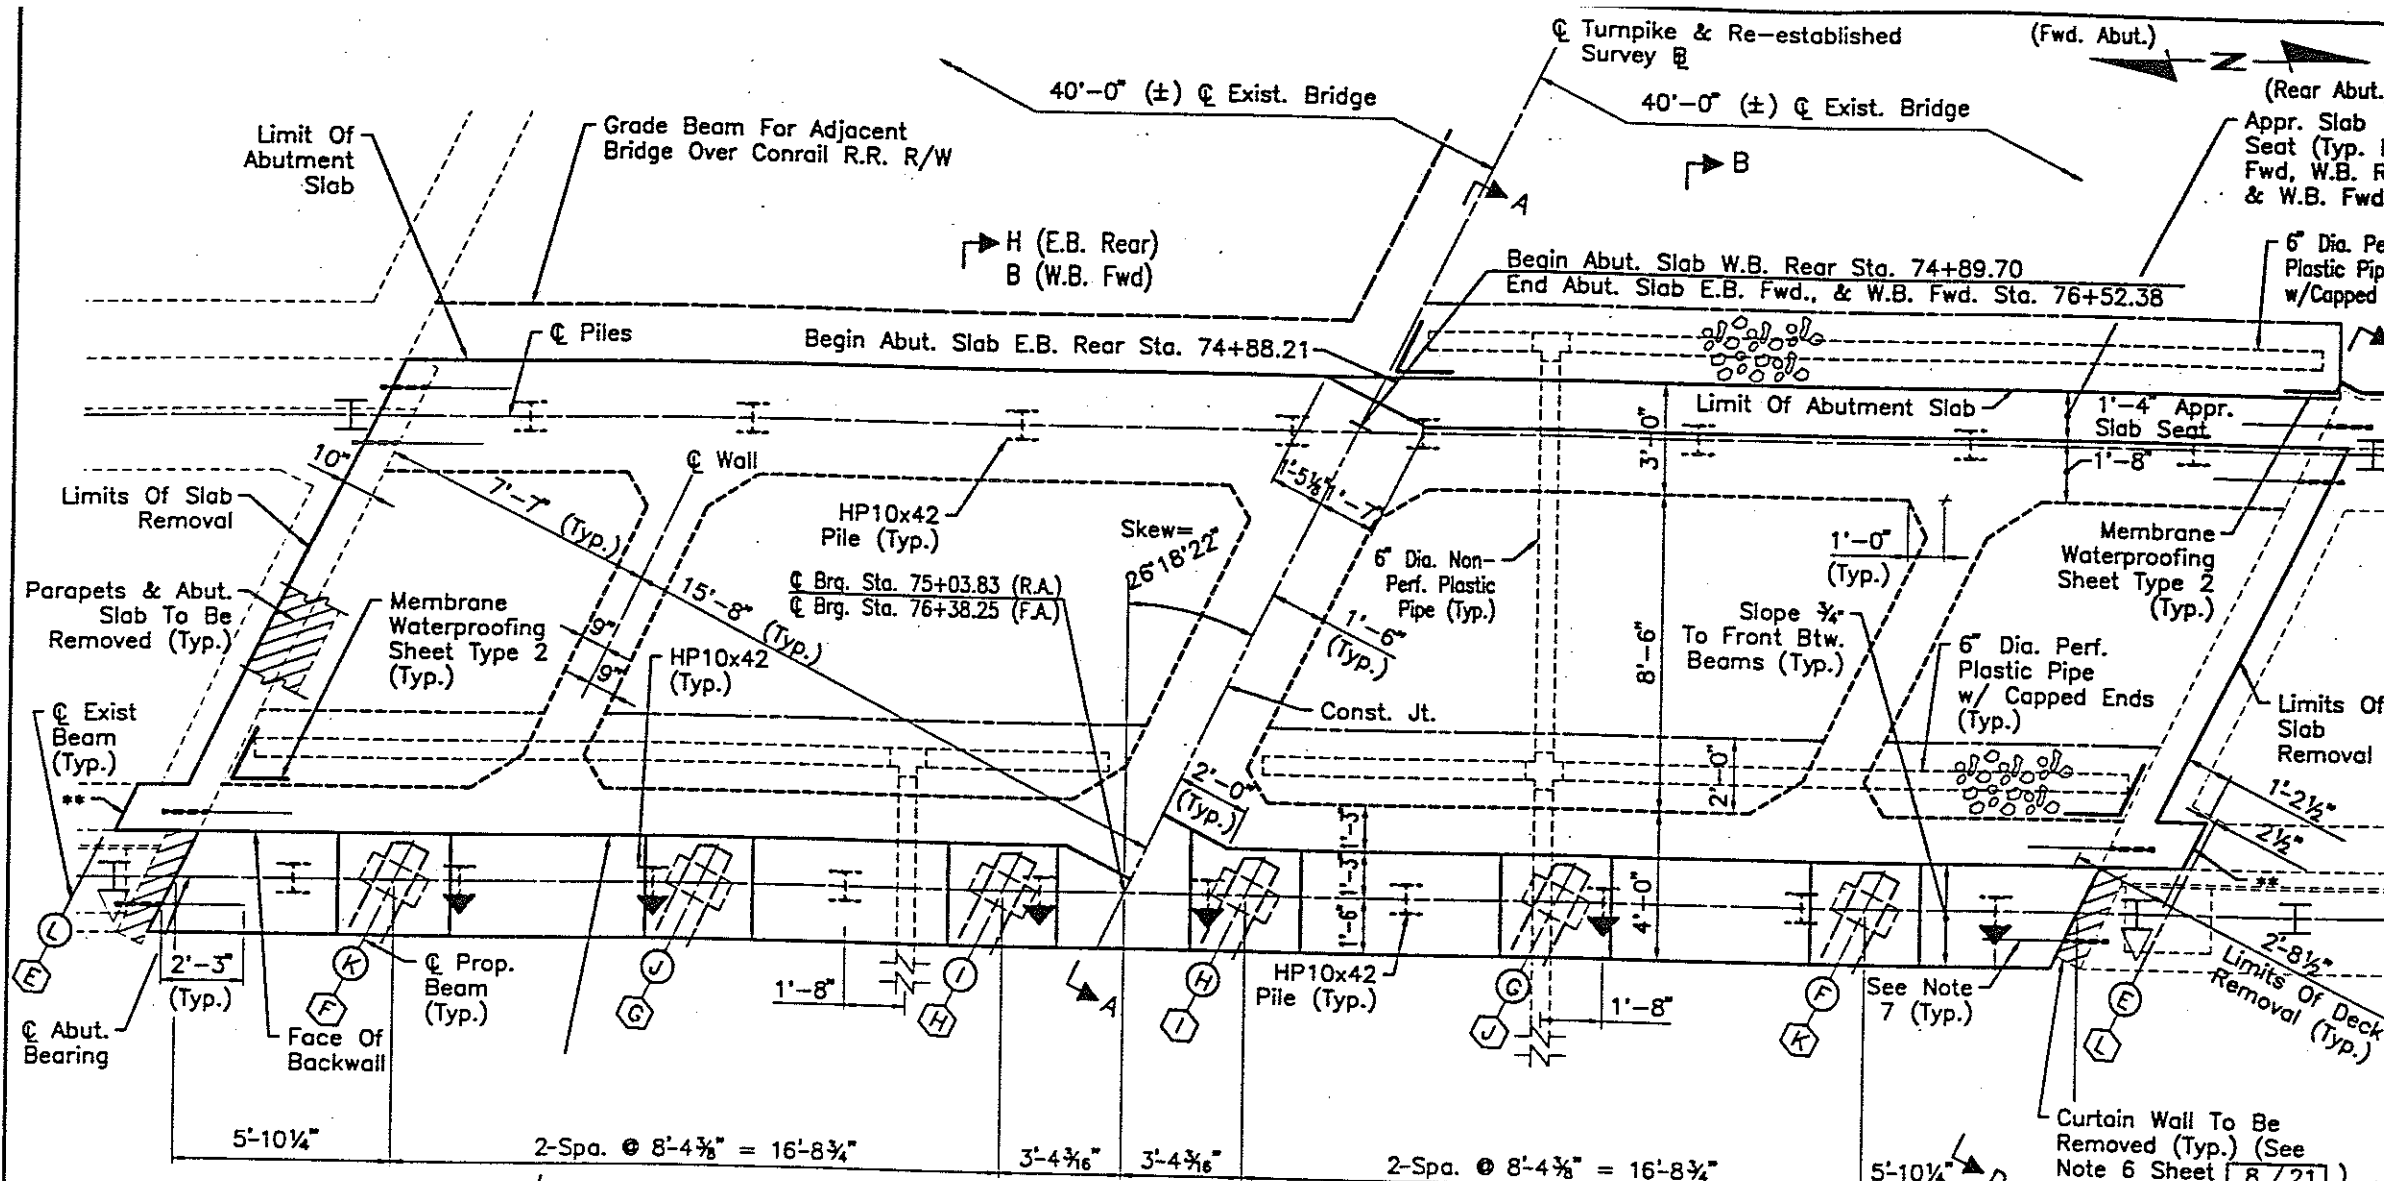 ℄ Turnpike & Re-established
Survey B̲L̲
(Fwd. Abut.)
N
(Rear Abut.
40'-0" (±) ℄ Exist. Bridge
40'-0" (±) ℄ Exist. Bridge
Limit Of
Abutment
Slab
Grade Beam For Adjacent
Bridge Over Conrail R.R. R/W
Appr. Slab
Seat (Typ.
Fwd, W.B. R
& W.B. Fwd
B
A
H (E.B. Rear)
B (W.B. Fwd)
6" Dia. Pe
Plastic Pip
w/Capped
Begin Abut. Slab W.B. Rear Sta. 74+89.70
End Abut. Slab E.B. Fwd., & W.B. Fwd. Sta. 76+52.38
℄ Piles
Begin Abut. Slab E.B. Rear Sta. 74+88.21
Limit Of Abutment Slab
3'-0"
1'-4" Appr.
Slab Seat
1'-8"
10"
7'-7" (Typ.)
℄ Wall
Limits Of Slab
Removal
HP10x42
Pile (Typ.)
1'-5⅛"
1'-7"
Skew=
26°18'22"
6" Dia. Non-
Perf. Plastic
Pipe (Typ.)
1'-0"
(Typ.)
Membrane
Waterproofing
Sheet Type 2
(Typ.)
℄ Brg. Sta. 75+03.83 (R.A.)
℄ Brg. Sta. 76+38.25 (F.A.)
Parapets & Abut.
Slab To Be
Removed (Typ.)
Membrane
Waterproofing
Sheet Type 2
(Typ.)
15'-8" (Typ.)
9"
9"
HP10x42
(Typ.)
1'-6"
(Typ.)
8'-6"
Slope ¾"
To Front Btw.
Beams (Typ.)
6" Dia. Perf.
Plastic Pipe
w/ Capped Ends
(Typ.)
℄ Exist
Beam
(Typ.)
**
Const. Jt.
Limits Of
Slab
Removal
2'-0"
(Typ.)
2'-0"
1'-2½"
2½"
**
1'-3"
1'-3"
1'-6"
4'-0"
L
E
2'-3"
(Typ.)
K
F
℄ Prop.
Beam
(Typ.)
J
G
1'-8"
I
H
A
H
I
HP10x42
Pile (Typ.)
G
J
1'-8"
F
K
See Note
7 (Typ.)
E
L
2'-8½"
Limits Of Deck
Removal (Typ.)
℄ Abut.
Bearing
Face Of
Backwall
Curtain Wall To Be
Removed (Typ.) (See
Note 6 Sheet 8 / 21 )
5'-10¼"
2-Spa. @ 8'-4⅜" = 16'-8¾"
3'-4³⁄₁₆"
3'-4³⁄₁₆"
2-Spa. @ 8'-4⅜" = 16'-8¾"
5'-10¼"